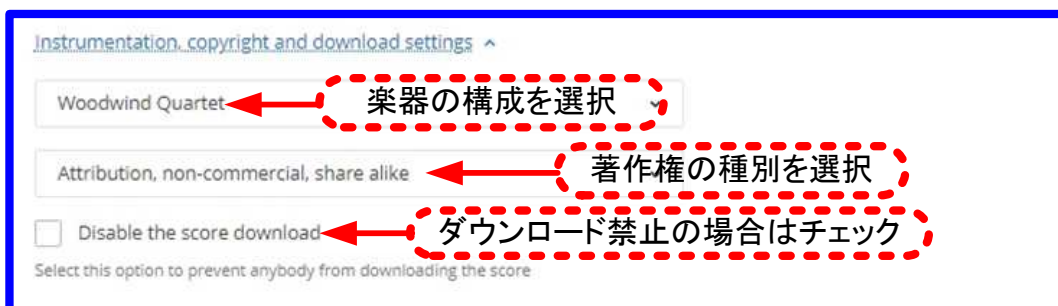 Instrumentation, copyright and download settings
Woodwind Quartet
楽器の構成を選択
Attribution, non-commercial, share alike
著作権の種別を選択
Disable the score download
ダウンロード禁止の場合はチェック
Select this option to prevent anybody from downloading the score